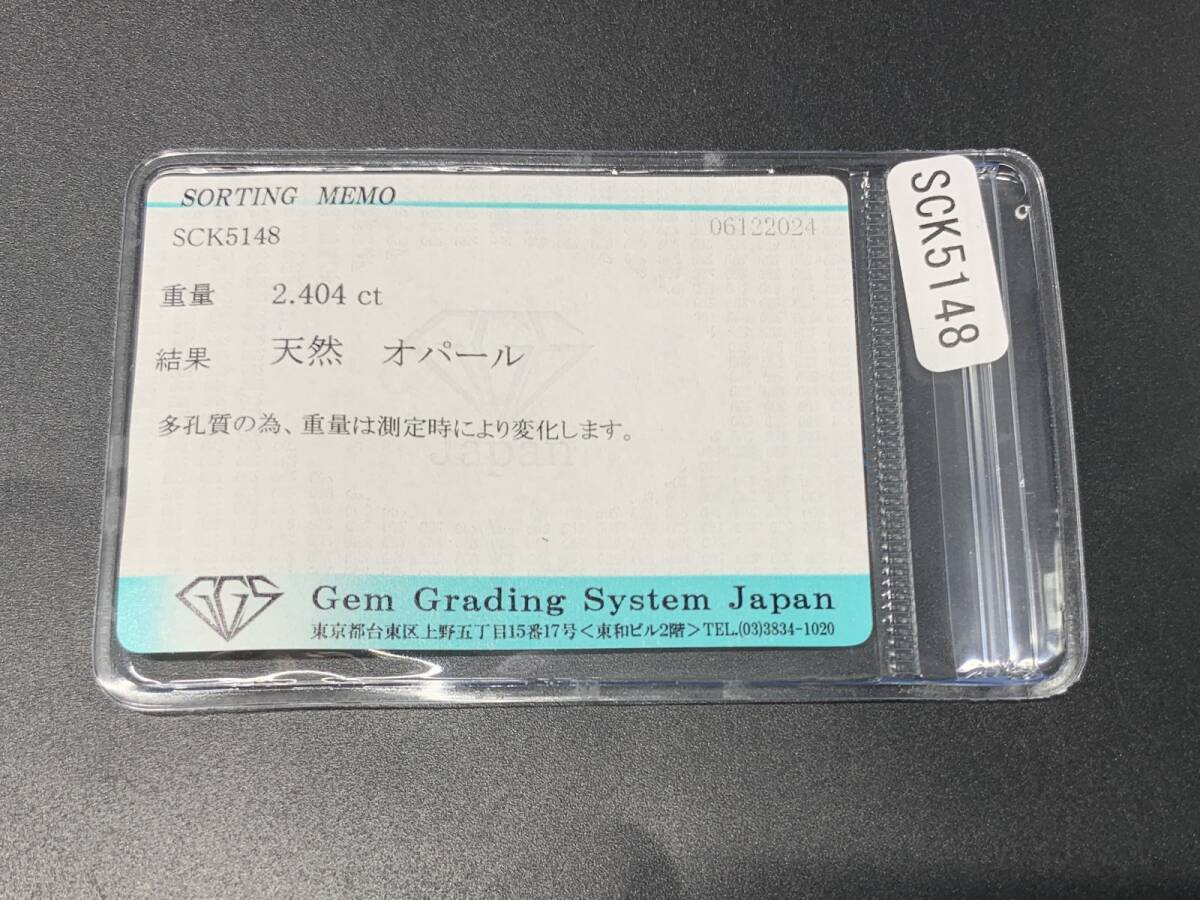 SORTING MEMO
SCK5148
06122024
重量 2.404 ct
結果 天然 オパール
多孔質の為、重量は測定時により変化します。
Japan
GGS
Gem Grading System Japan
東京都台東区上野五丁目15番17号<東和ビル2階>TEL.(03)3834-1020
SCK5148